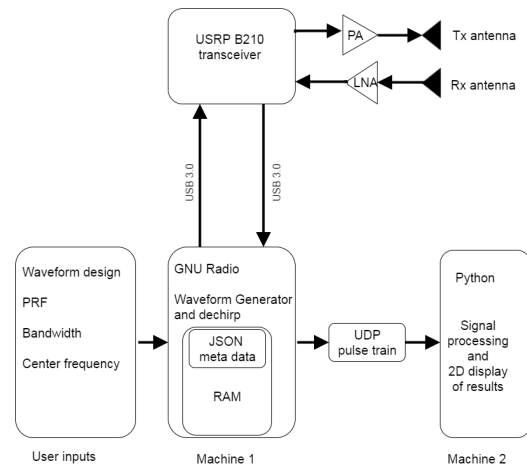 USRP B210
transceiver
PA
Tx antenna
LNA
Rx antenna
USB 3.0
USB 3.0
Waveform design
PRF
Bandwidth
Center frequency
GNU Radio
Waveform Generator
and dechirp
JSON
meta data
RAM
UDP
pulse train
Python
Signal
processing
and
2D display
of results
User inputs
Machine 1
Machine 2